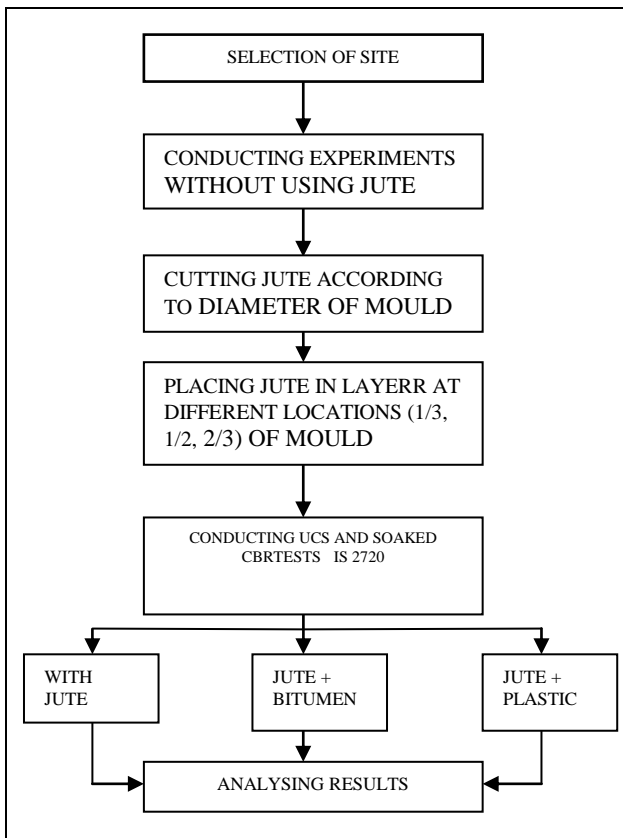 SELECTION OF SITE
CONDUCTING EXPERIMENTS
WITHOUT USING JUTE
CUTTING JUTE ACCORDING
TO DIAMETER OF MOULD
PLACING JUTE IN LAYERR AT
DIFFERENT LOCATIONS (1/3,
1/2, 2/3) OF MOULD
CONDUCTING UCS AND SOAKED
CBRTESTS IS 2720
WITH
JUTE
JUTE +
BITUMEN
JUTE +
PLASTIC
ANALYSING RESULTS